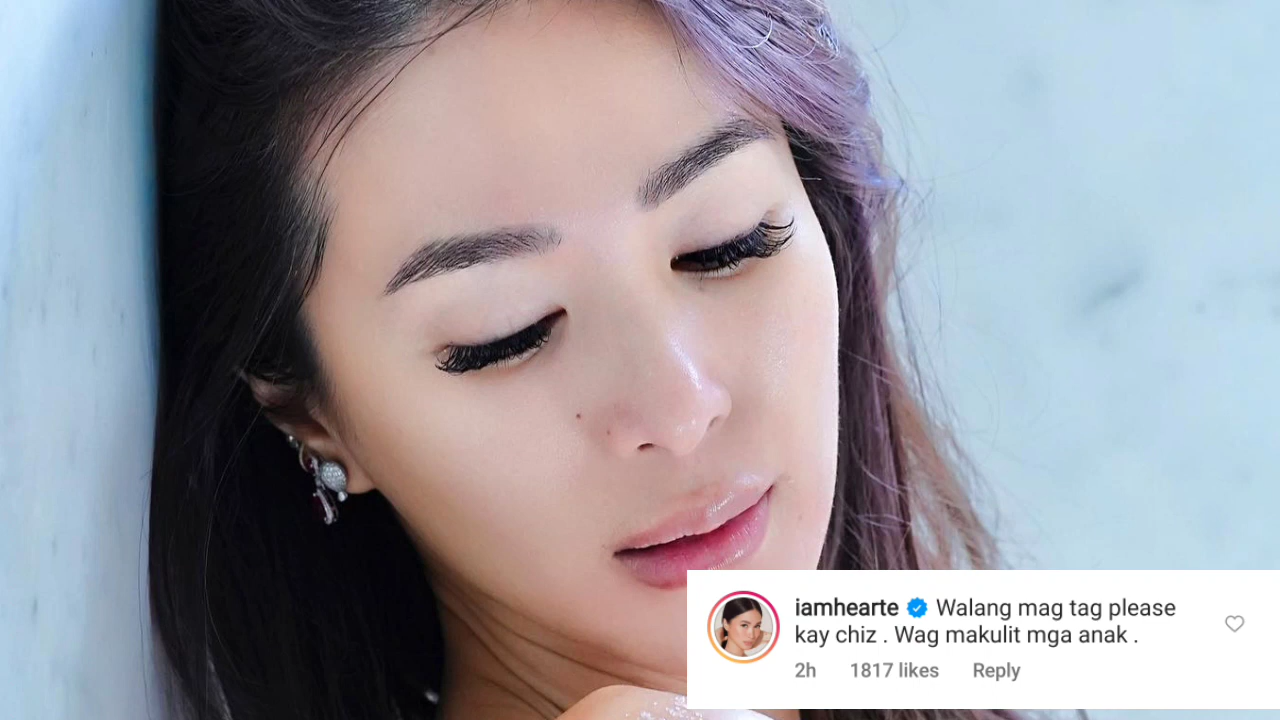 iamhearte Walang mag tag please
kay chiz . Wag makulit mga anak .
2h 1817 likes Reply